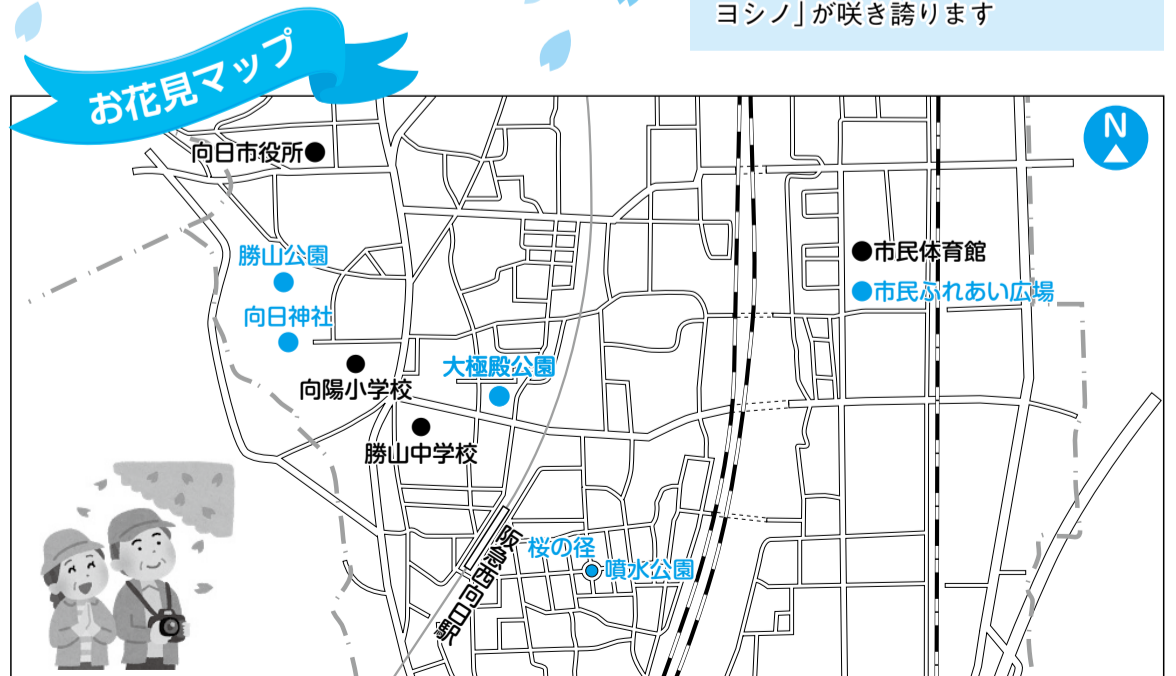 ヨシノ」が咲き誇ります
お花見マップ
N
向日市役所
市民体育館
勝山公園
市民ふれあい広場
向日神社
大極殿公園
向陽小学校
勝山中学校
阪急西向日駅
桜の径
噴水公園